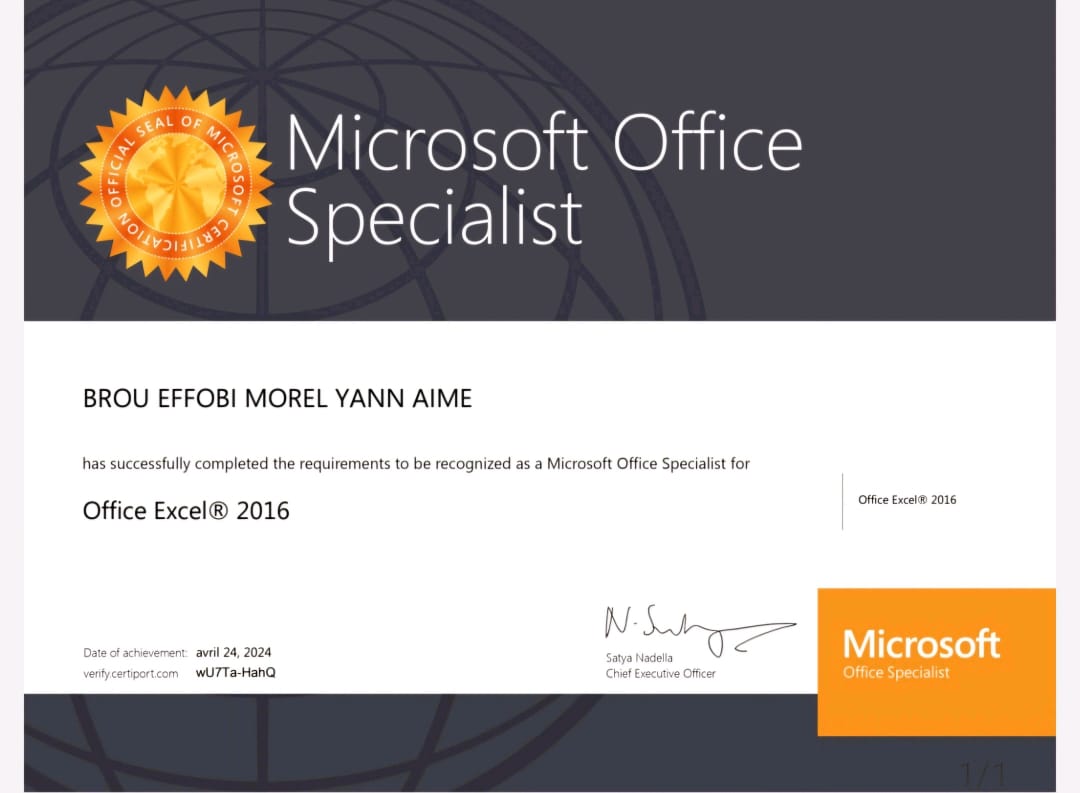 OFFICIAL SEAL OF MICROSOFT CERTIFICATION
Microsoft Office
Specialist
BROU EFFOBI MOREL YANN AIME
has successfully completed the requirements to be recognized as a Microsoft Office Specialist for
Office Excel® 2016
Office Excel® 2016
Date of achievement: avril 24, 2024
verify.certiport.com wU7Ta-HahQ
Satya Nadella
Chief Executive Officer
Microsoft
Office Specialist
1/1